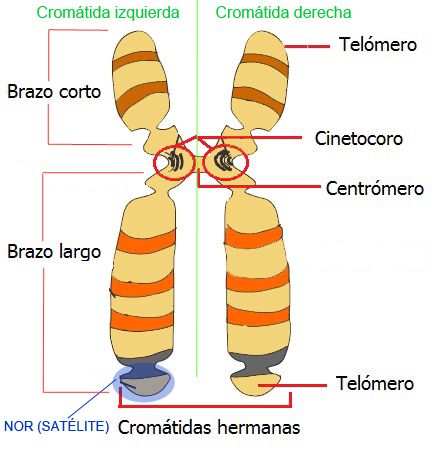 Cromátida izquierda
Cromátida derecha
Telómero
Brazo corto
Cinetocoro
Centrómero
Brazo largo
Telómero
NOR (SATÉLITE)
Cromátidas hermanas